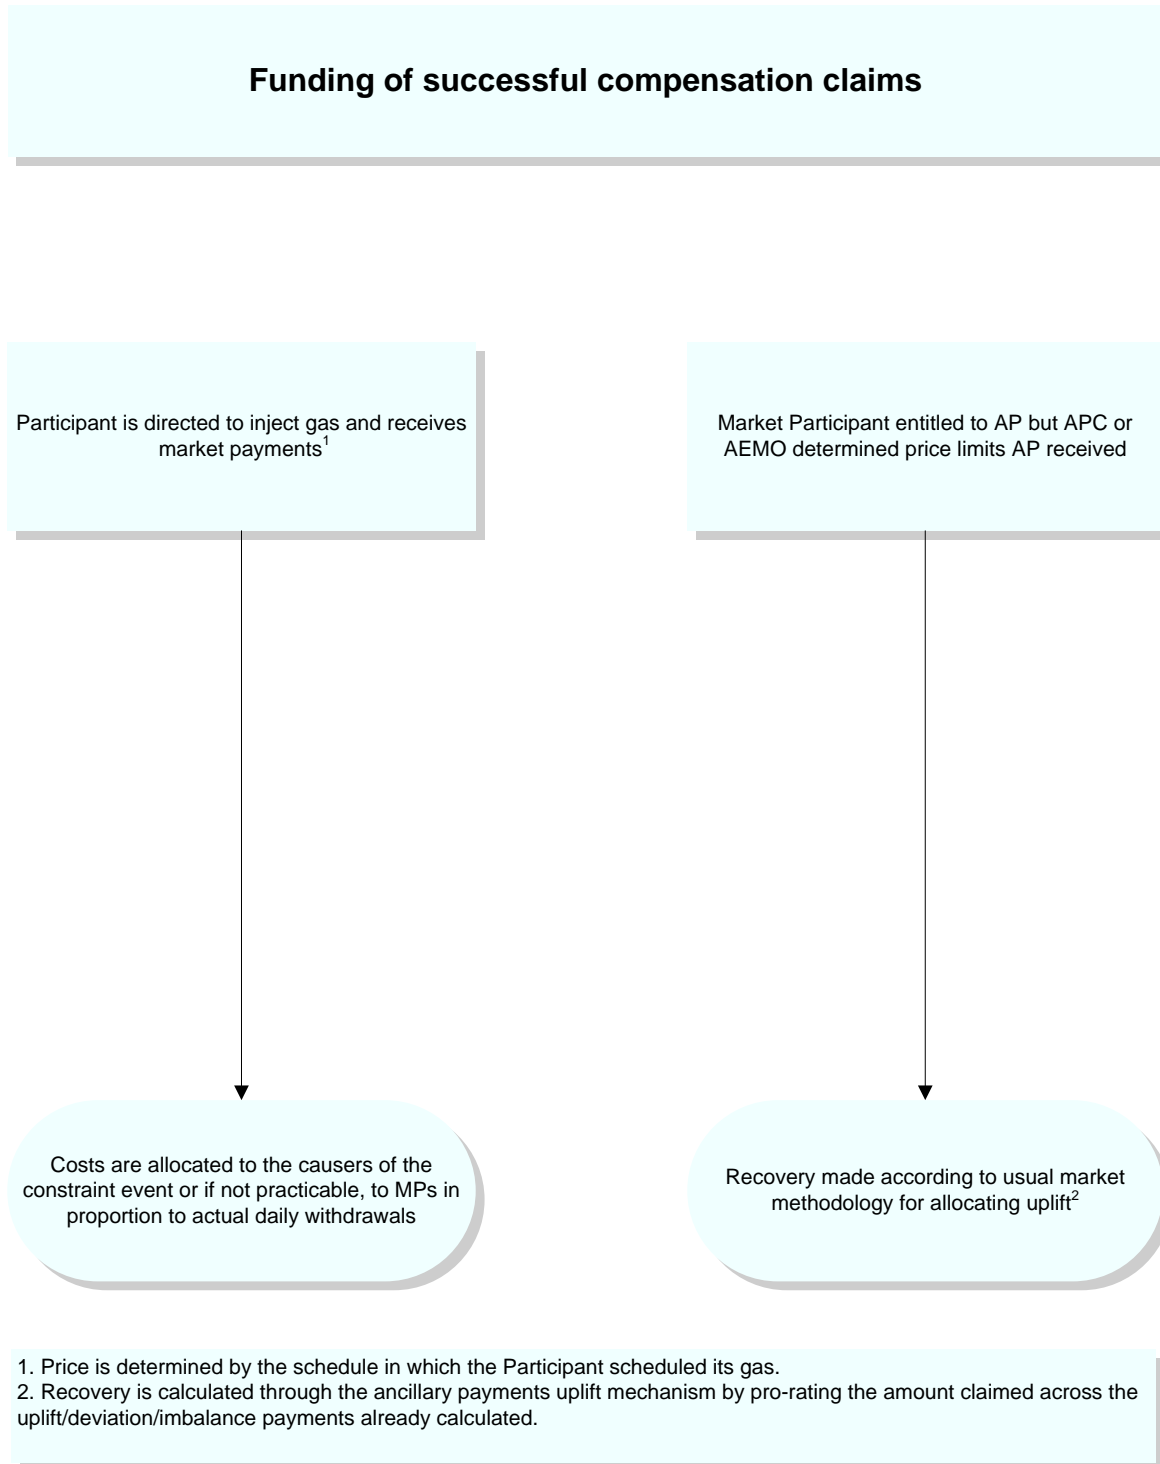 Funding of successful compensation claims
Participant is directed to inject gas and receives
market payments1
Market Participant entitled to AP but APC or
AEMO determined price limits AP received
Costs are allocated to the causers of the
constraint event or if not practicable, to MPs in
proportion to actual daily withdrawals
Recovery made according to usual market
methodology for allocating uplift2
1. Price is determined by the schedule in which the Participant scheduled its gas.
2. Recovery is calculated through the ancillary payments uplift mechanism by pro-rating the amount claimed across the
uplift/deviation/imbalance payments already calculated.